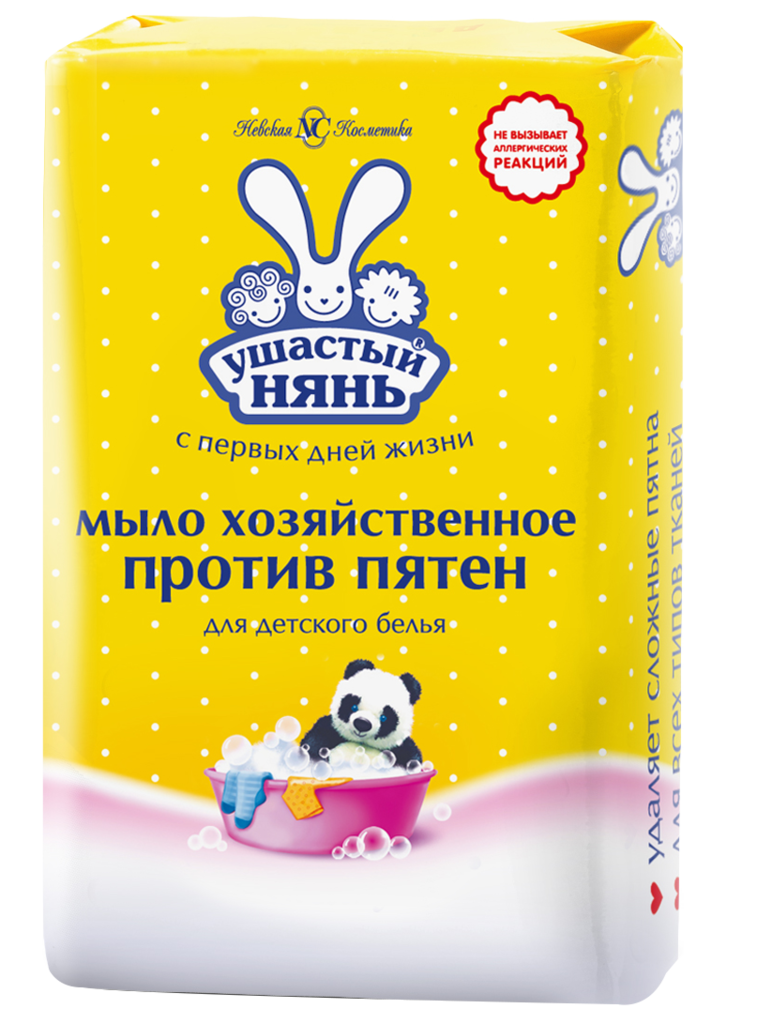 Невская NC Косметика
НЕ ВЫЗЫВАЕТ
АЛЛЕРГИЧЕСКИХ
РЕАКЦИЙ
УШАСТЫЙ®
НЯНЬ
с первых дней жизни
мыло хозяйственное
против пятен
для детского белья
удаляет сложные пятна
для всех типов тканей